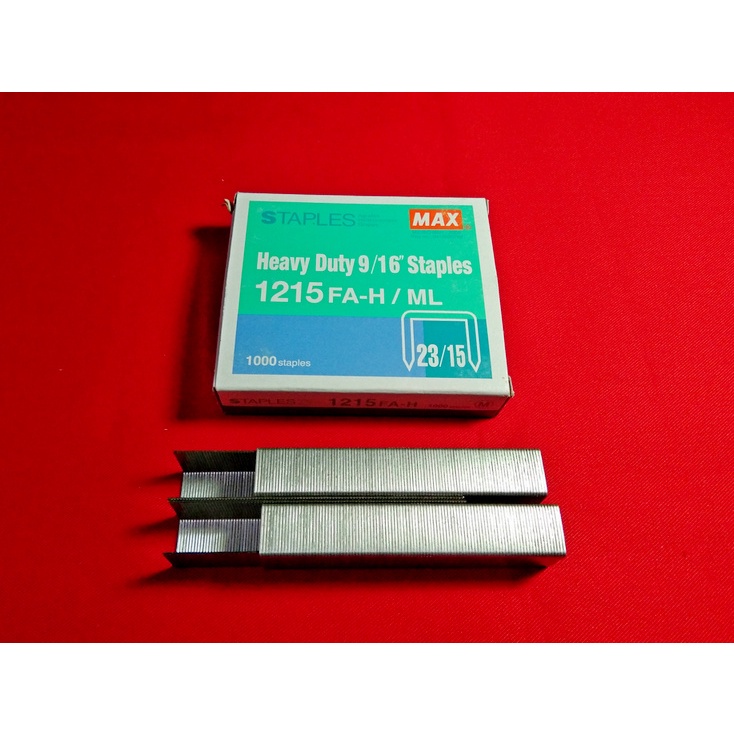 STAPLES
MAX
Heavy Duty 9/16" Staples
1215 FA-H / ML
23/15
1000 staples
STAPLES 1215 FA-H